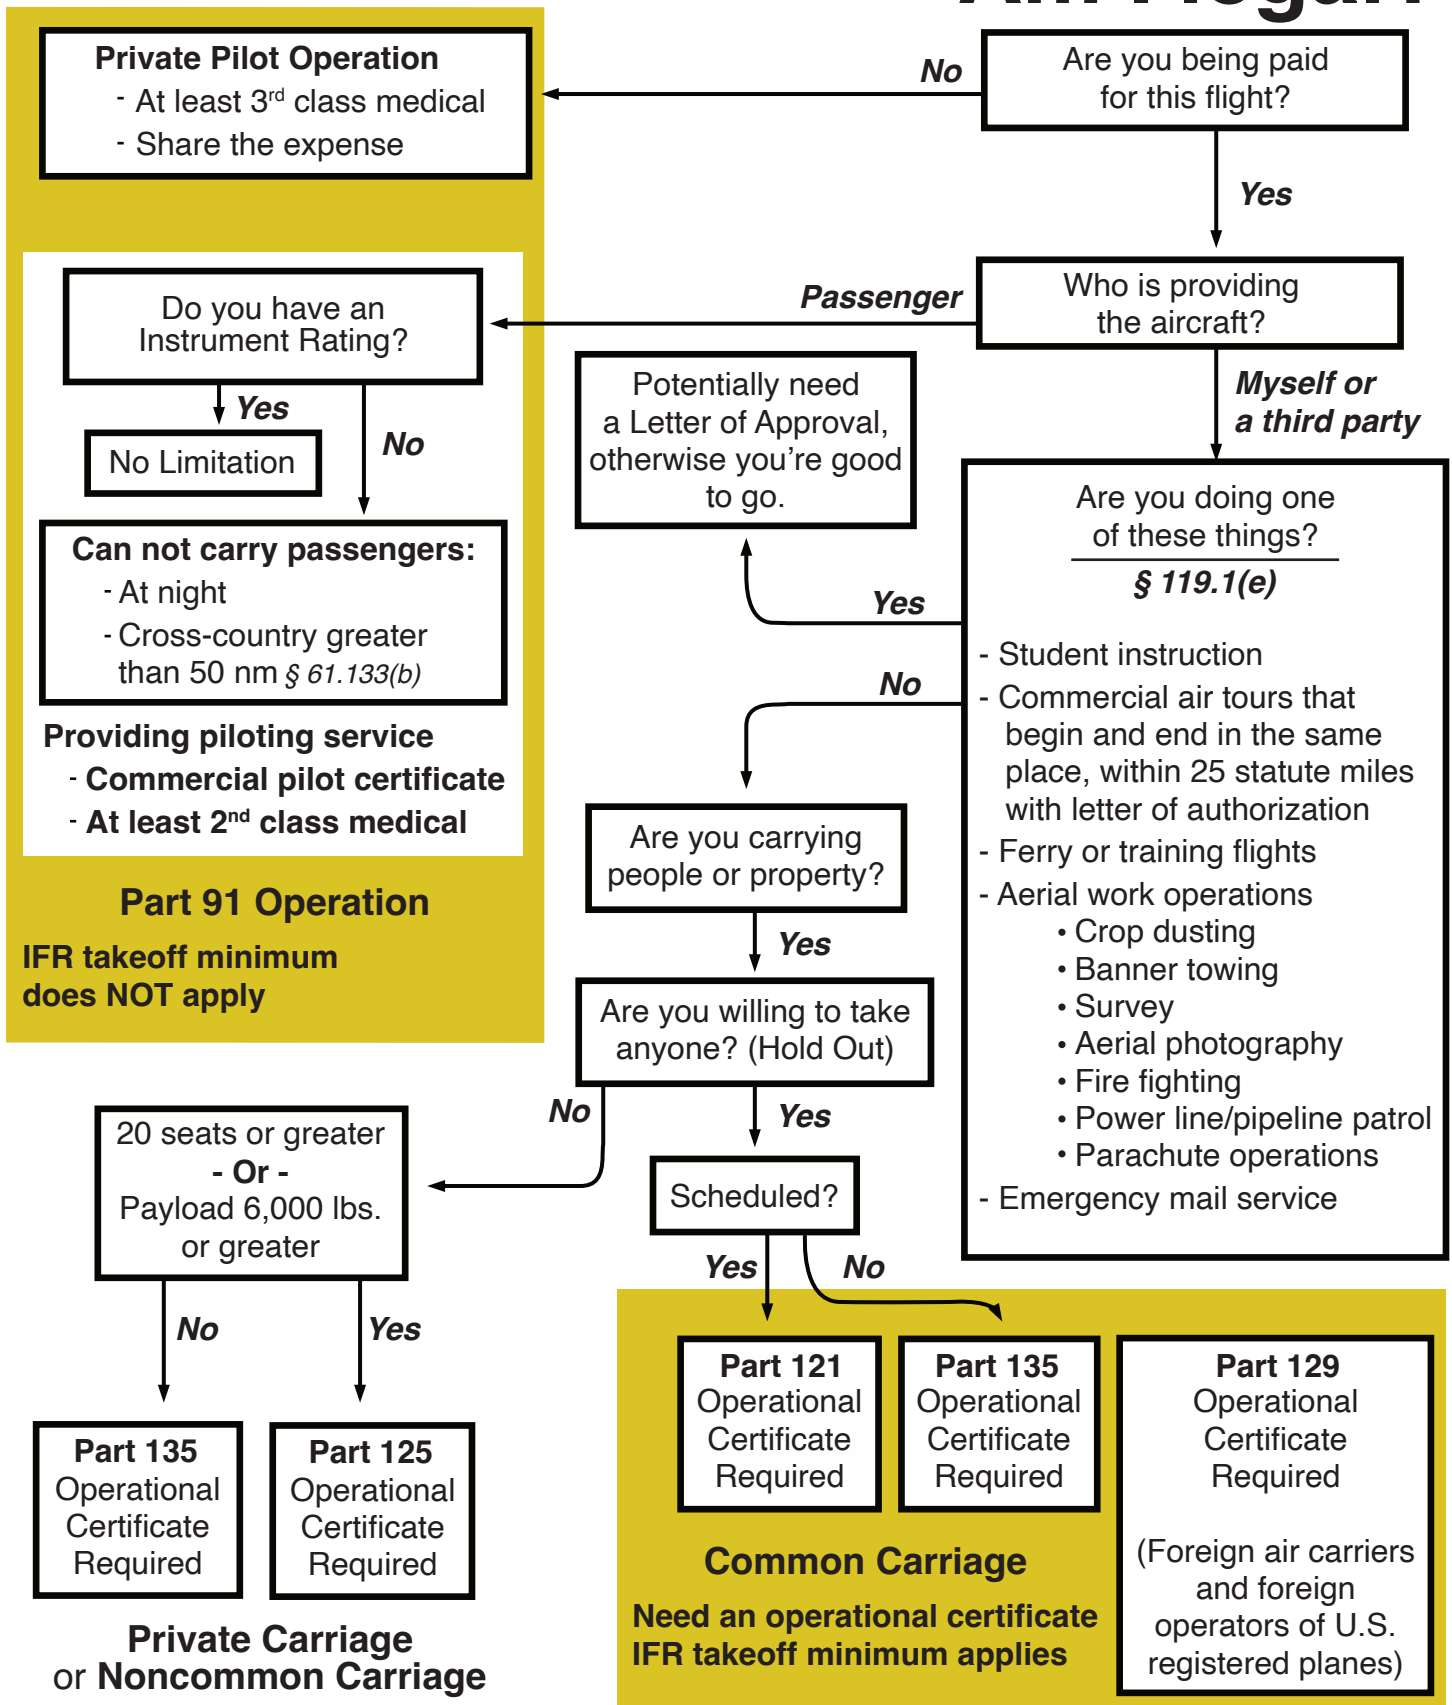 Are you being paid
for this flight?
No
Yes
Private Pilot Operation
- At least 3rd class medical
- Share the expense
Who is providing
the aircraft?
Passenger
Myself or
a third party
Do you have an
Instrument Rating?
Yes
No
No Limitation
Can not carry passengers:
- At night
- Cross-country greater
than 50 nm § 61.133(b)
Providing piloting service
- Commercial pilot certificate
- At least 2nd class medical
Part 91 Operation
IFR takeoff minimum
does NOT apply
Potentially need
a Letter of Approval,
otherwise you're good
to go.
Yes
No
Are you doing one
of these things?
§ 119.1(e)
- Student instruction
- Commercial air tours that
begin and end in the same
place, within 25 statute miles
with letter of authorization
- Ferry or training flights
- Aerial work operations
• Crop dusting
• Banner towing
• Survey
• Aerial photography
• Fire fighting
• Power line/pipeline patrol
• Parachute operations
- Emergency mail service
Are you carrying
people or property?
Yes
Are you willing to take
anyone? (Hold Out)
No
Yes
20 seats or greater
- Or -
Payload 6,000 lbs.
or greater
No
Yes
Scheduled?
Yes
No
Part 135
Operational
Certificate
Required
Part 125
Operational
Certificate
Required
Private Carriage
or Noncommon Carriage
Part 121
Operational
Certificate
Required
Part 135
Operational
Certificate
Required
Part 129
Operational
Certificate
Required
(Foreign air carriers
and foreign
operators of U.S.
registered planes)
Common Carriage
Need an operational certificate
IFR takeoff minimum applies